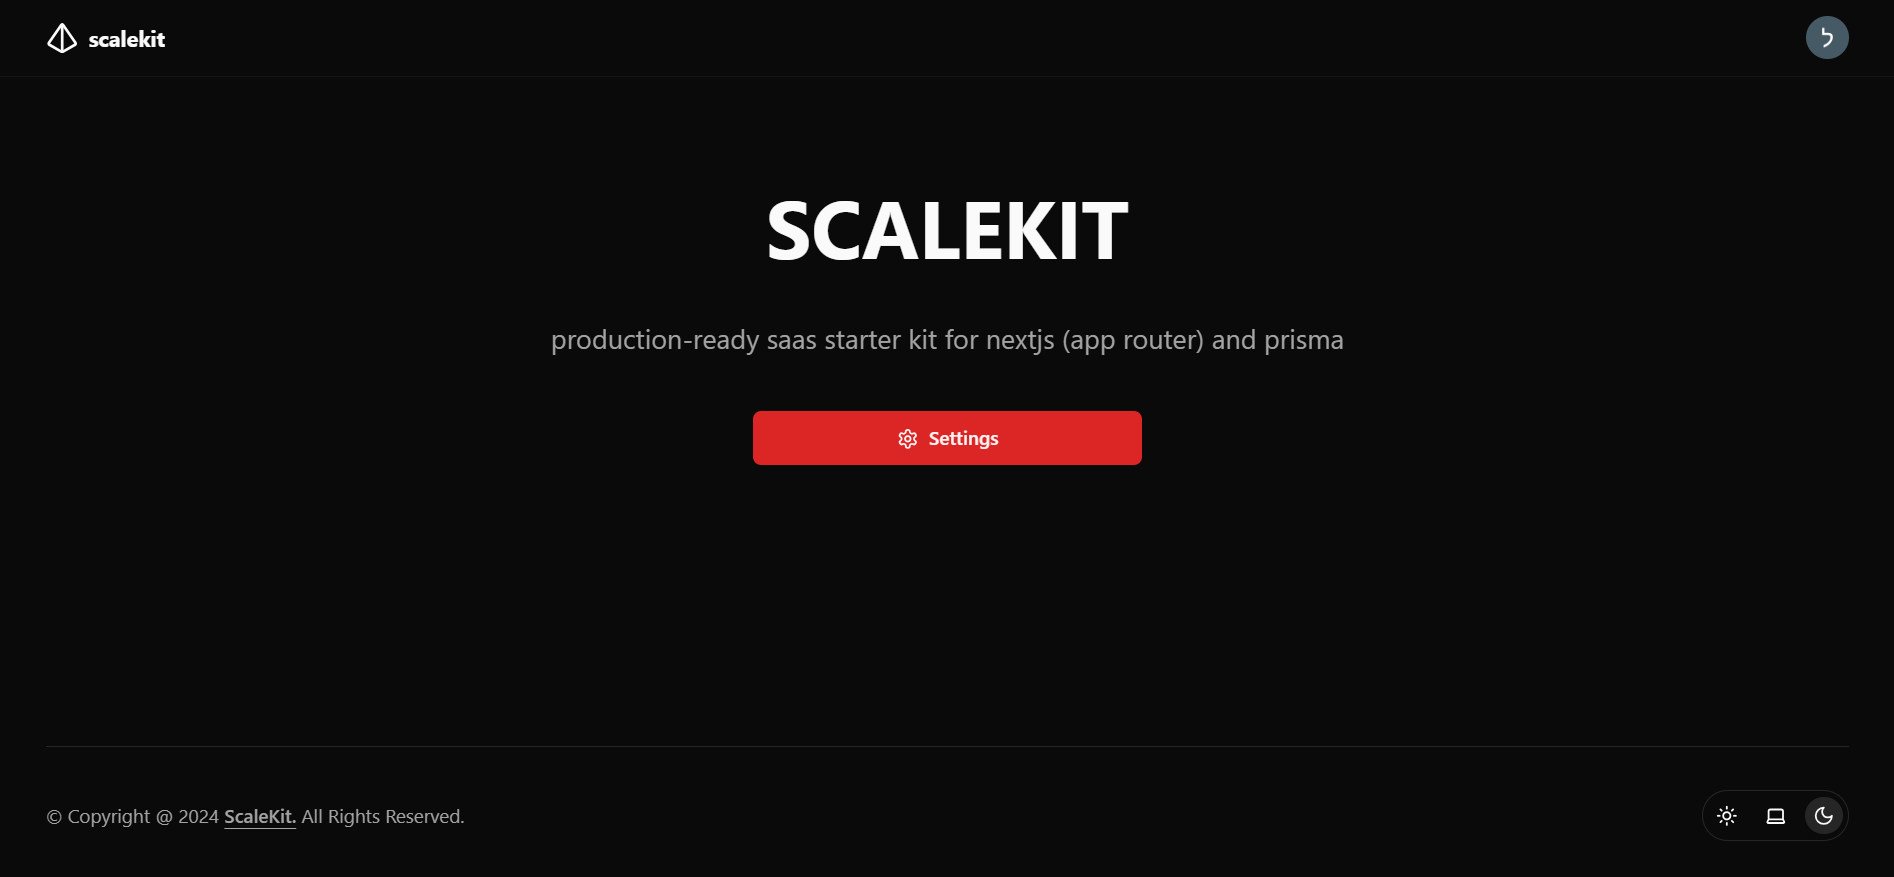 scalekit
כ
SCALEKIT
production-ready saas starter kit for nextjs (app router) and prisma
Settings
© Copyright @ 2024 ScaleKit. All Rights Reserved.